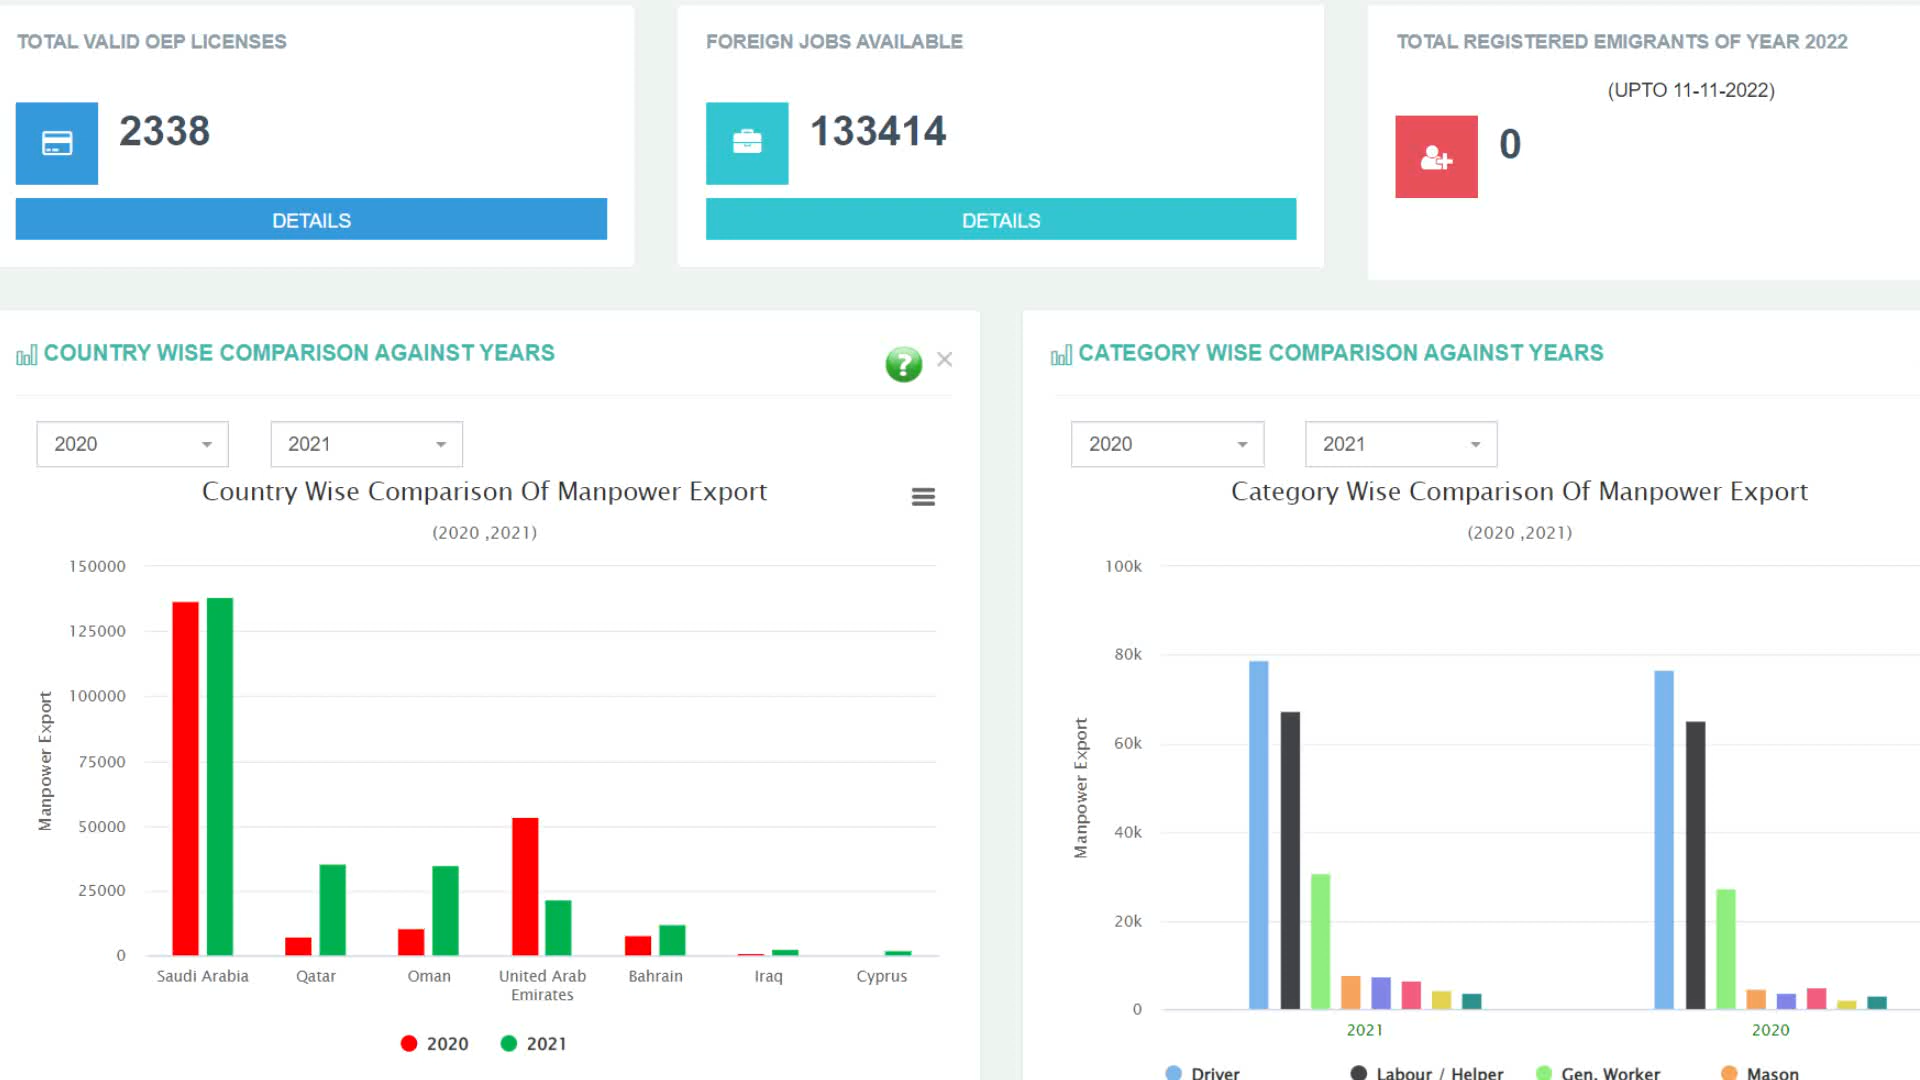 TOTAL VALID OEP LICENSES
2338
DETAILS
FOREIGN JOBS AVAILABLE
133414
DETAILS
TOTAL REGISTERED EMIGRANTS OF YEAR 2022
(UPTO 11-11-2022)
0
COUNTRY WISE COMPARISON AGAINST YEARS
?
2020
2021
Country Wise Comparison Of Manpower Export
(2020 ,2021)
Manpower Export
150000
125000
100000
75000
50000
25000
0
Saudi Arabia
Qatar
Oman
United Arab
Emirates
Bahrain
Iraq
Cyprus
2020
2021
CATEGORY WISE COMPARISON AGAINST YEARS
2020
2021
Category Wise Comparison Of Manpower Export
(2020 ,2021)
Manpower Export
100k
80k
60k
40k
20k
0
2021
2020
Driver
Labour / Helper
Gen. Worker
Mason